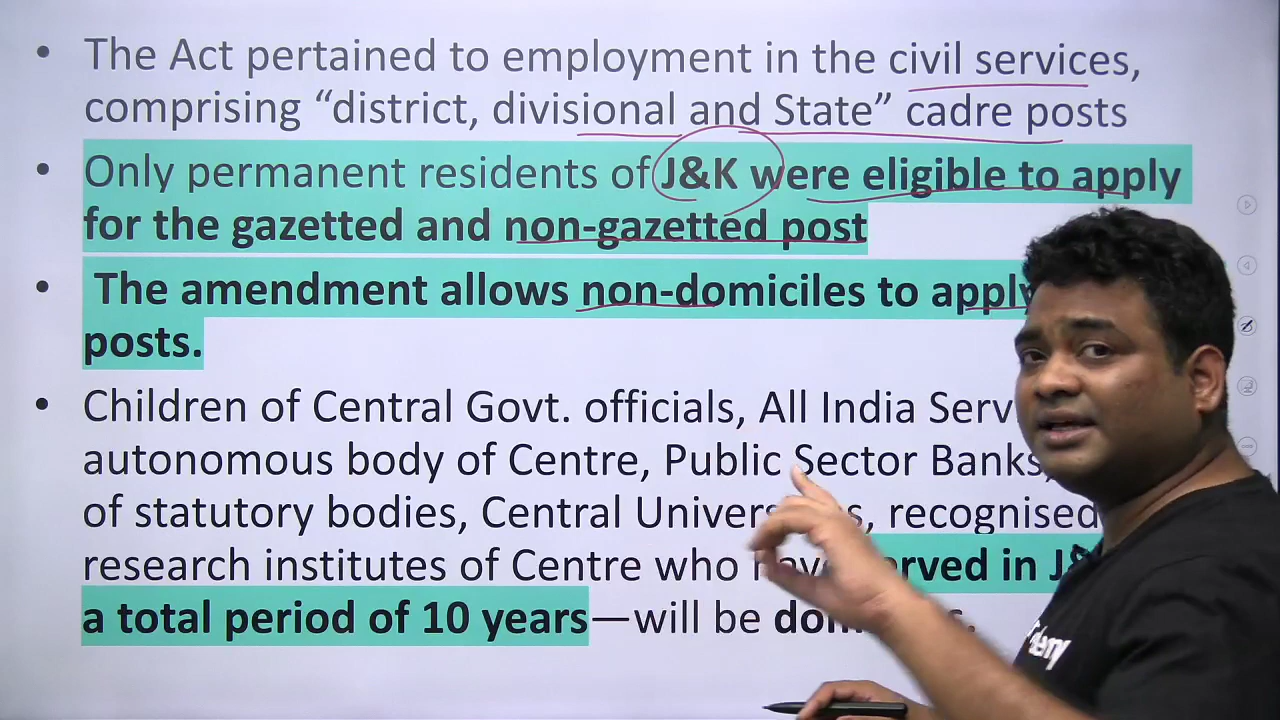 • The Act pertained to employment in the civil services,
comprising “district, divisional and State” cadre posts
• Only permanent residents of J&K were eligible to apply
for the gazetted and non-gazetted post
• The amendment allows non-domiciles to apply
posts.
• Children of Central Govt. officials, All India
autonomous body of Centre, Public Sector Banks,
of statutory bodies, Central recognised
research institutes of Centre who in
a total period of 10 years—will be